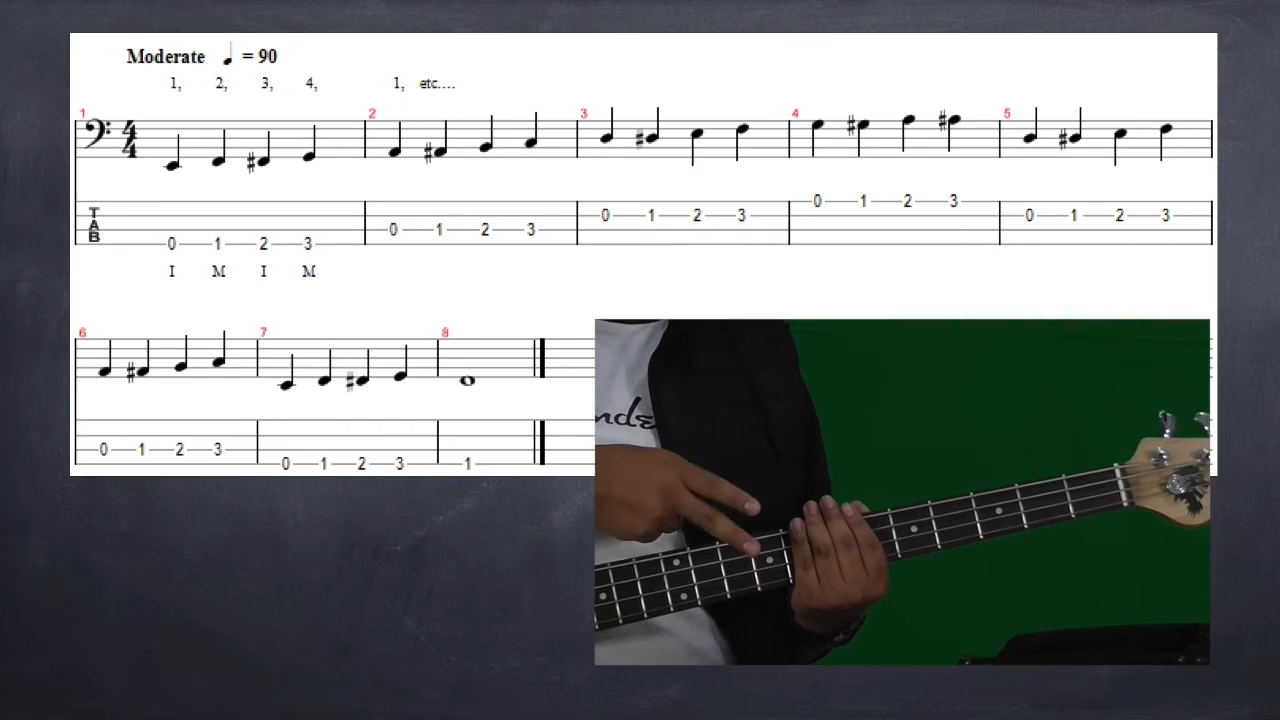 Moderate ♩ = 90
1, 2, 3, 4, 1, etc....
1 2 3 4 5
4
4
T
A
B
0 1 2 3 0 1 2 3 0 1 2 3 0 1 2 3 0 1 2 3
I M I M
6 7 8
0 1 2 3 0 1 2 3 1